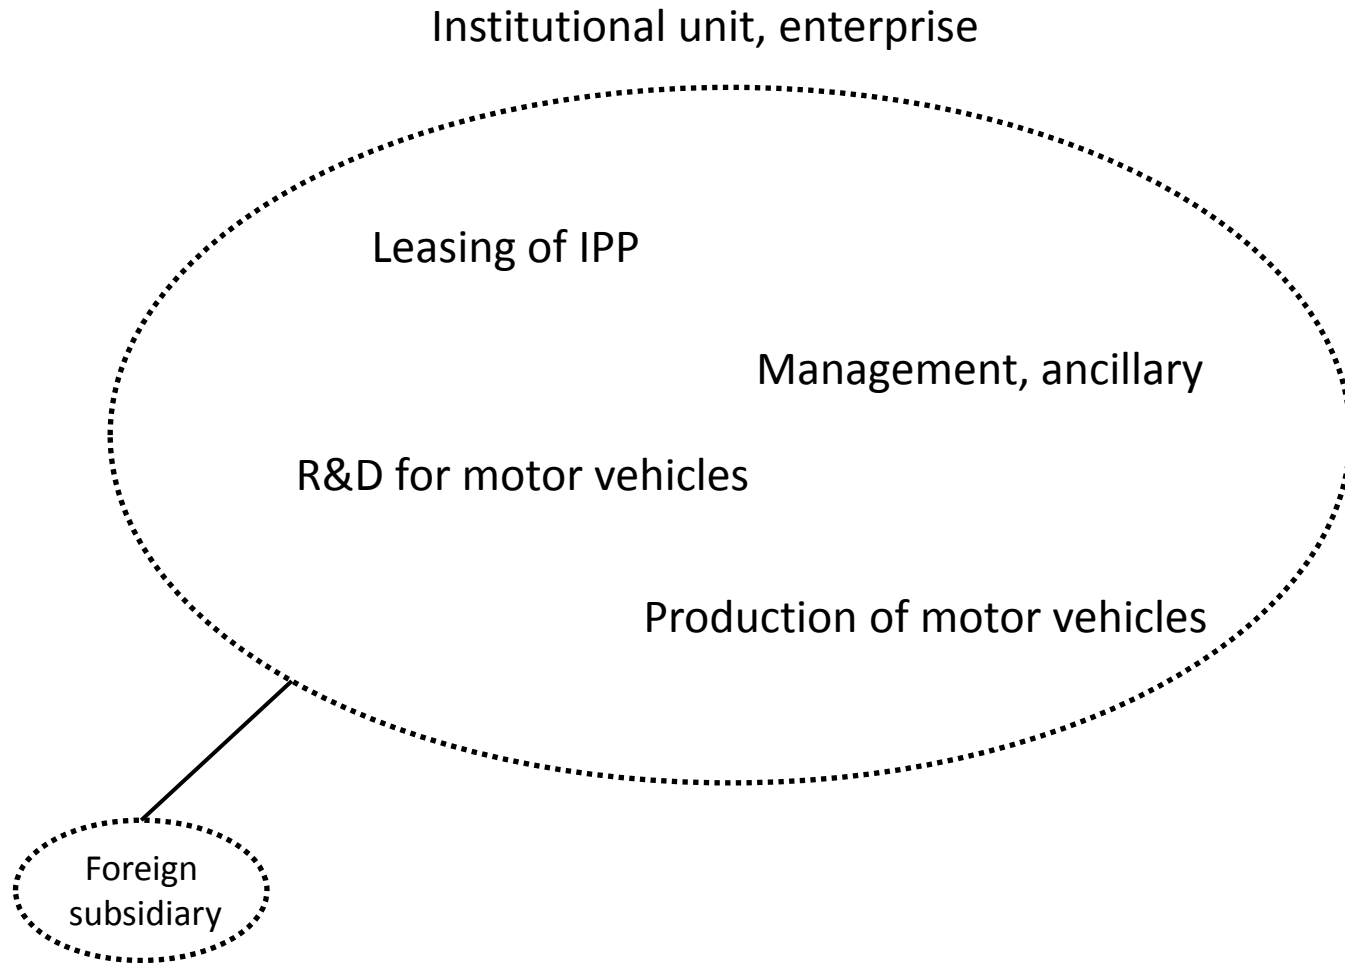 Institutional unit, enterprise
Leasing of IPP
Management, ancillary
R&D for motor vehicles
Production of motor vehicles
Foreign
subsidiary